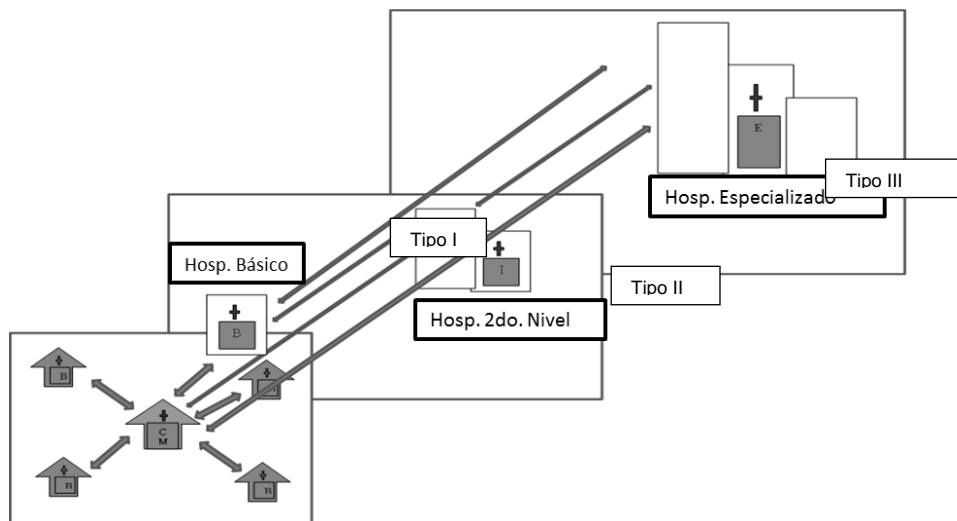 E
Tipo III
Hosp. Especializado
Tipo I
Hosp. Básico
I
Tipo II
Hosp. 2do. Nivel
B
B
C
M
B
B